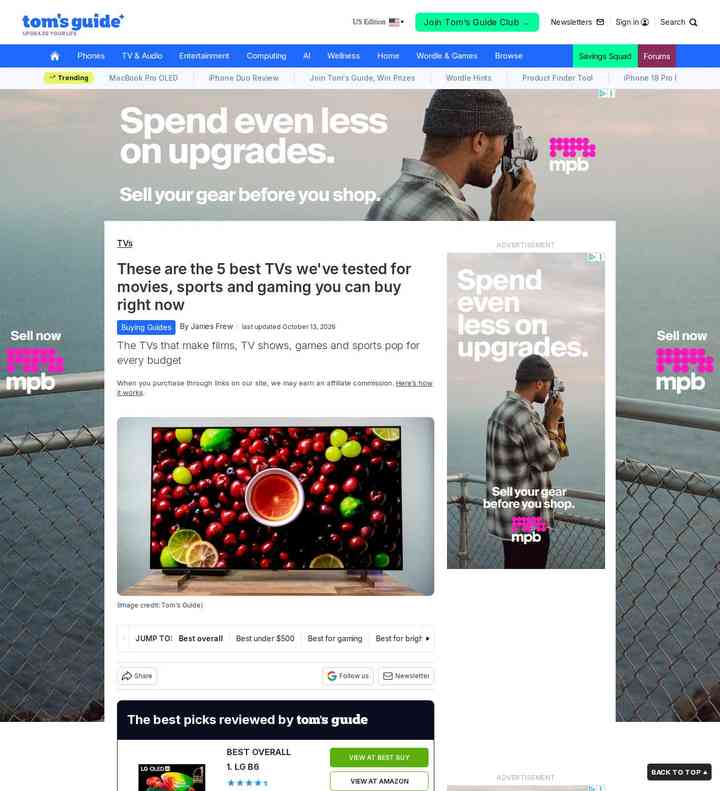 tom's guide
UPGRADE YOUR LIFE
US Edition
Join Tom's Guide Club →
Newsletters
Sign in
Search
Phones
TV & Audio
Entertainment
Computing
AI
Wellness
Home
Wordle & Games
Browse
Savings Squad
Forums
Trending
MacBook Pro OLED
iPhone Duo Review
Join Tom's Guide, Win Prizes
Wordle Hints
Product Finder Tool
iPhone 18 Pro
Spend even less
on upgrades.
Sell your gear before you shop.
mpb
Sell now
mpb
Sell now
mpb
TVs
These are the 5 best TVs we've tested for
movies, sports and gaming you can buy
right now
Buying Guides By James Frew last updated October 13, 2026
The TVs that make films, TV shows, games and sports pop for
every budget
When you purchase through links on our site, we may earn an affiliate commission. Here's how
it works.
(Image credit: Tom's Guide)
JUMP TO: Best overall Best under $500 Best for gaming Best for brigh
Share
Follow us
Newsletter
The best picks reviewed by tom's guide
LG OLED
BEST OVERALL
1. LG B6
VIEW AT BEST BUY
VIEW AT AMAZON
ADVERTISEMENT
Spend
even
less on
upgrades.
Sell your gear
before you shop.
mpb
ADVERTISEMENT
BACK TO TOP